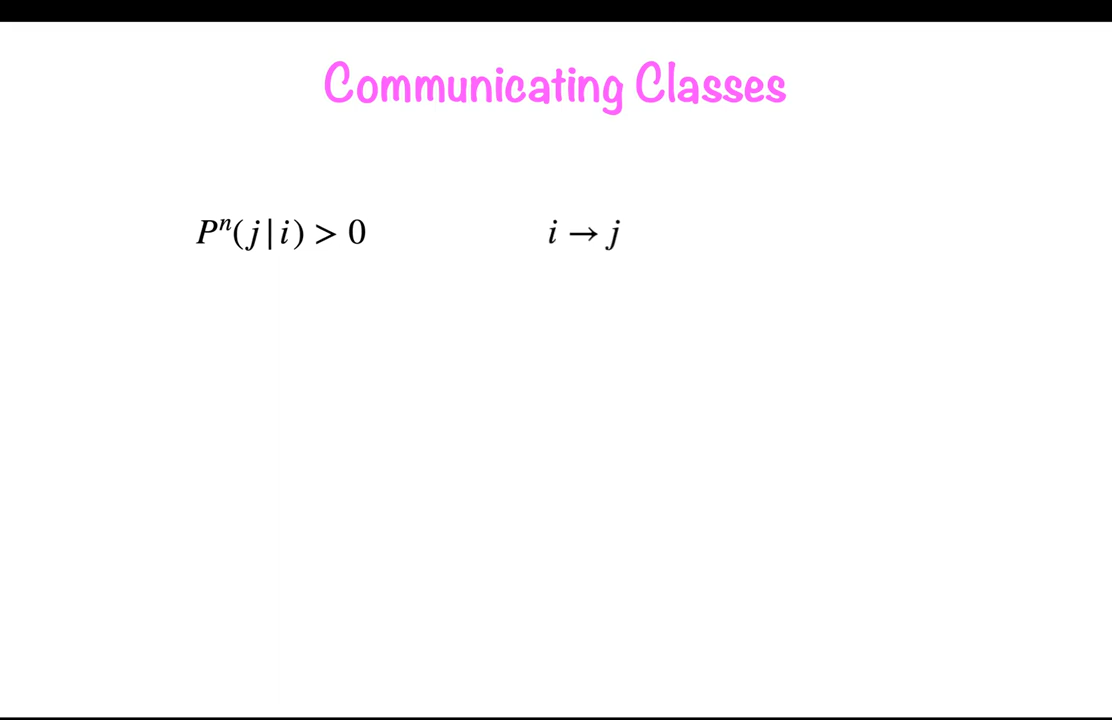 Communicating Classes
Pⁿ(j|i) > 0 i → j